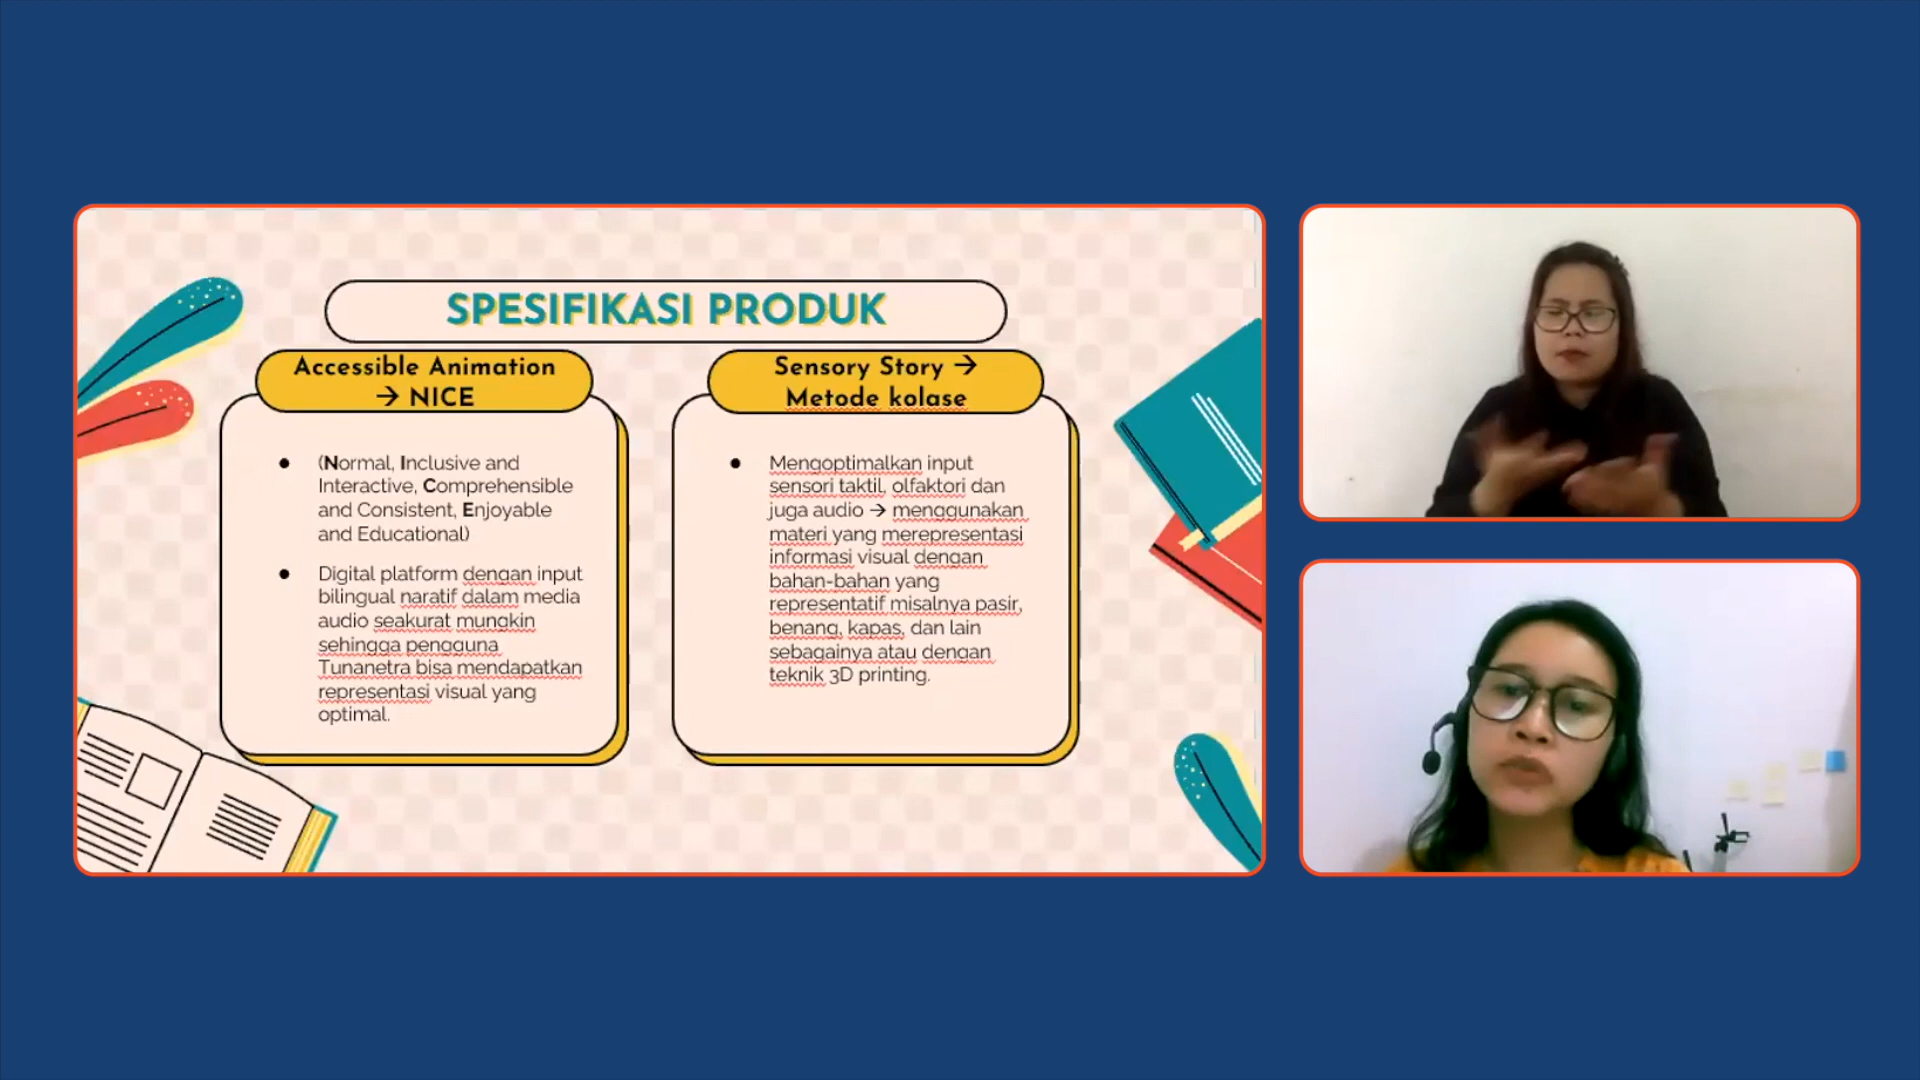 SPESIFIKASI PRODUK
Accessible Animation
→ NICE
● (Normal, Inclusive and
Interactive, Comprehensible
and Consistent, Enjoyable
and Educational)
● Digital platform dengan input
bilingual naratif dalam media
audio seakurat mungkin
sehingga pengguna
Tunanetra bisa mendapatkan
representasi visual yang
optimal.
Sensory Story →
Metode kolase
● Mengoptimalkan input
sensori taktil, olfaktori dan
juga audio → menggunakan
materi yang merepresentasi
informasi visual dengan
bahan-bahan yang
representatif misalnya pasir,
benang, kapas, dan lain
sebagainya atau dengan
teknik 3D printing.